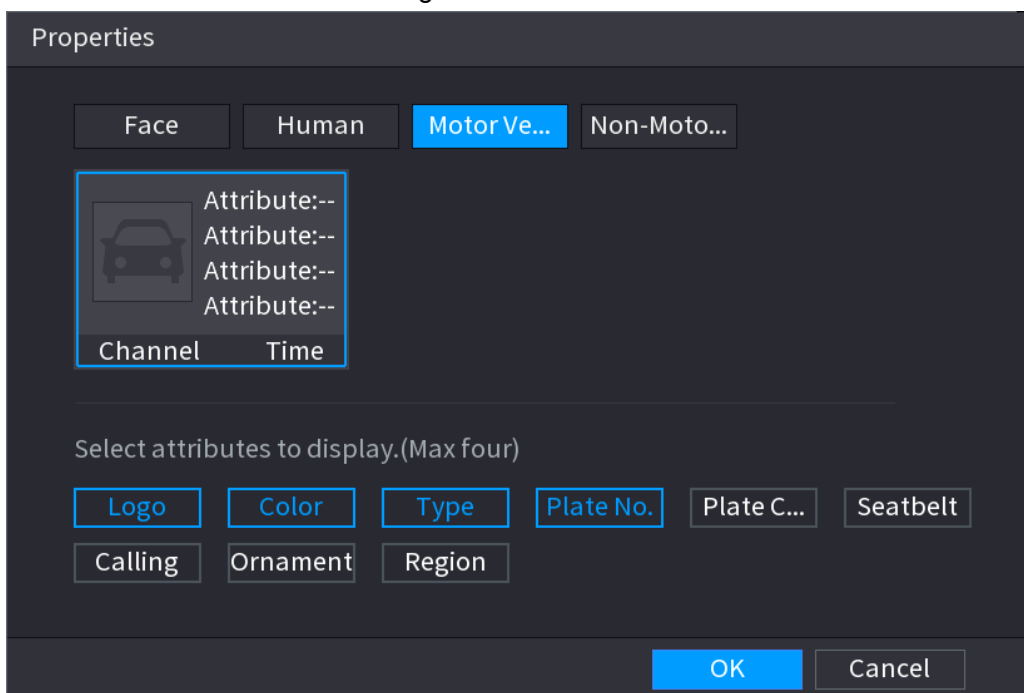 Properties
Face Human Motor Ve... Non-Moto...
Attribute:--
Attribute:--
Attribute:--
Attribute:--
Channel Time
Select attributes to display.(Max four)
Logo Color Type Plate No. Plate C... Seatbelt
Calling Ornament Region
OK Cancel